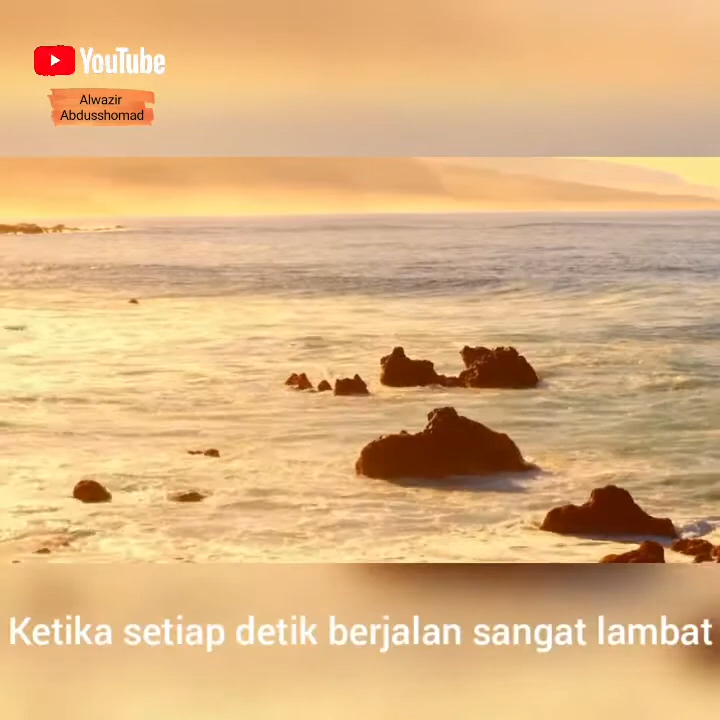 YouTube
Alwazir
Abdusshomad
Ketika setiap detik berjalan sangat lambat